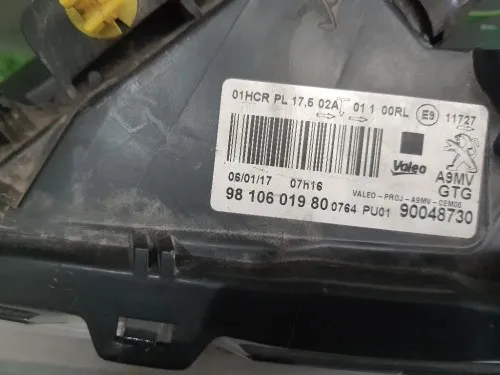 01HCR PL 17,5 02A 01 1 00RL E9 11727
Valeo A9MV
06/01/17 07H16 GTG
VALEO-PROJ-A9MV-CEM06
98 106 019 80 0764 PU01 90048730